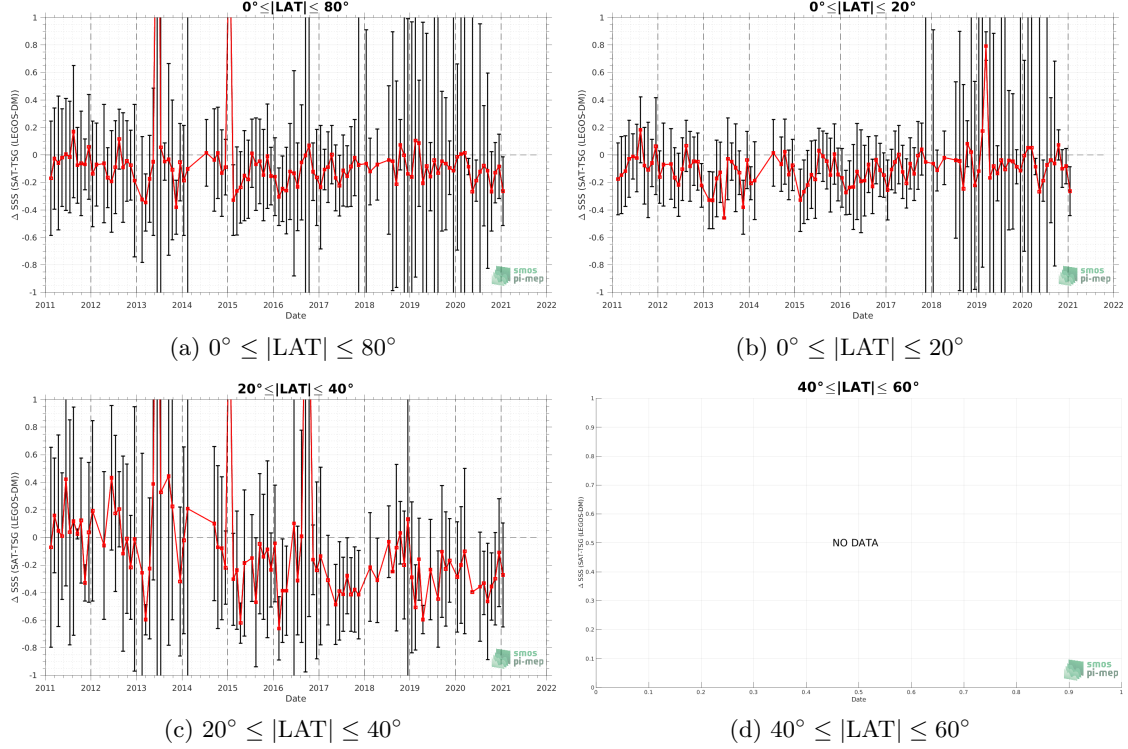 0°≤|LAT|≤ 80°
Δ SSS (SAT-TSG (LEGOS-DM))
1
0.8
0.6
0.4
0.2
0
-0.2
-0.4
-0.6
-0.8
-1
2011 2012 2013 2014 2015 2016 2017 2018 2019 2020 2021 2022
Date
smos
pi-mep
(a) 0° ≤ |LAT| ≤ 80°
0°≤|LAT|≤ 20°
Δ SSS (SAT-TSG (LEGOS-DM))
1
0.8
0.6
0.4
0.2
0
-0.2
-0.4
-0.6
-0.8
-1
2011 2012 2013 2014 2015 2016 2017 2018 2019 2020 2021 2022
Date
smos
pi-mep
(b) 0° ≤ |LAT| ≤ 20°
20°≤|LAT|≤ 40°
Δ SSS (SAT-TSG (LEGOS-DM))
1
0.8
0.6
0.4
0.2
0
-0.2
-0.4
-0.6
-0.8
-1
2011 2012 2013 2014 2015 2016 2017 2018 2019 2020 2021 2022
Date
smos
pi-mep
(c) 20° ≤ |LAT| ≤ 40°
40°≤|LAT|≤ 60°
Δ SSS (SAT-TSG (LEGOS-DM))
1
0.9
0.8
0.7
0.6
0.5
0.4
0.3
0.2
0.1
0
NO DATA
0 0.1 0.2 0.3 0.4 0.5 0.6 0.7 0.8 0.9 1
Date
smos
pi-mep
(d) 40° ≤ |LAT| ≤ 60°